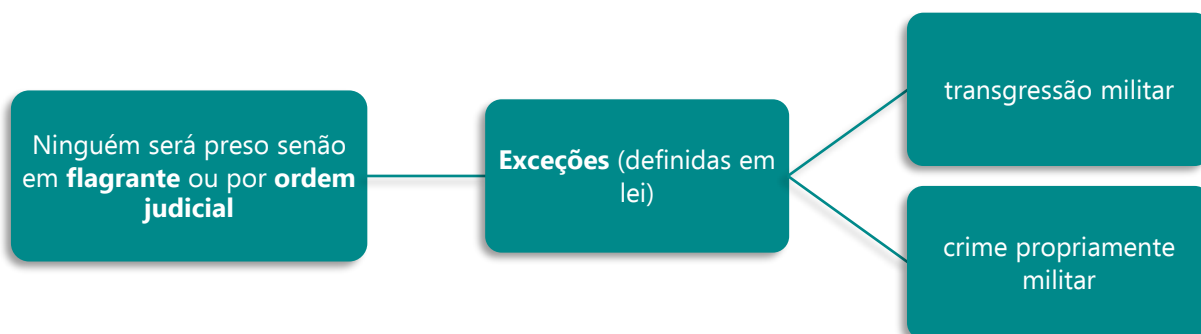 Ninguém será preso senão
em flagrante ou por ordem
judicial
Exceções (definidas em
lei)
transgressão militar
crime propriamente
militar